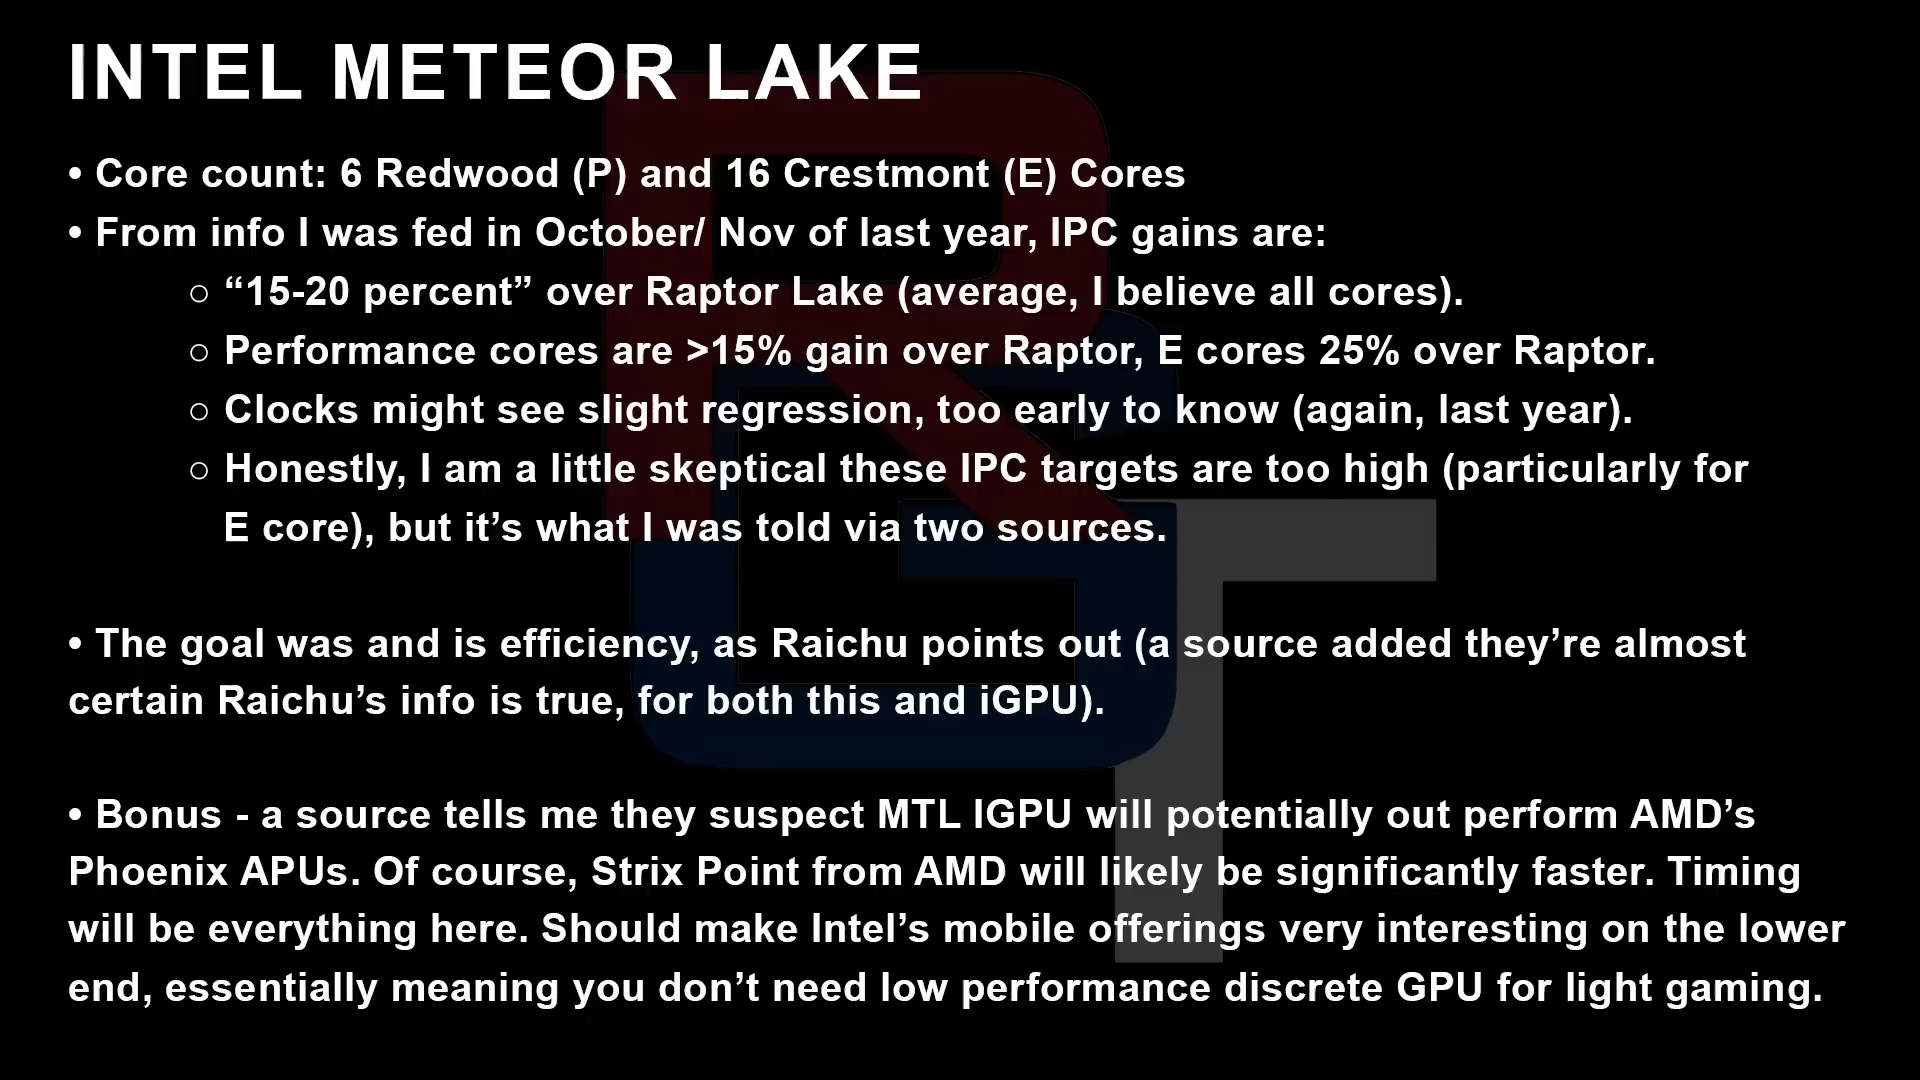 INTEL METEOR LAKE
• Core count: 6 Redwood (P) and 16 Crestmont (E) Cores
• From info I was fed in October/ Nov of last year, IPC gains are:
○ “15-20 percent” over Raptor Lake (average, I believe all cores).
○ Performance cores are >15% gain over Raptor, E cores 25% over Raptor.
○ Clocks might see slight regression, too early to know (again, last year).
○ Honestly, I am a little skeptical these IPC targets are too high (particularly for
E core), but it’s what I was told via two sources.
• The goal was and is efficiency, as Raichu points out (a source added they’re almost
certain Raichu’s info is true, for both this and iGPU).
• Bonus - a source tells me they suspect MTL IGPU will potentially out perform AMD’s
Phoenix APUs. Of course, Strix Point from AMD will likely be significantly faster. Timing
will be everything here. Should make Intel’s mobile offerings very interesting on the lower
end, essentially meaning you don’t need low performance discrete GPU for light gaming.